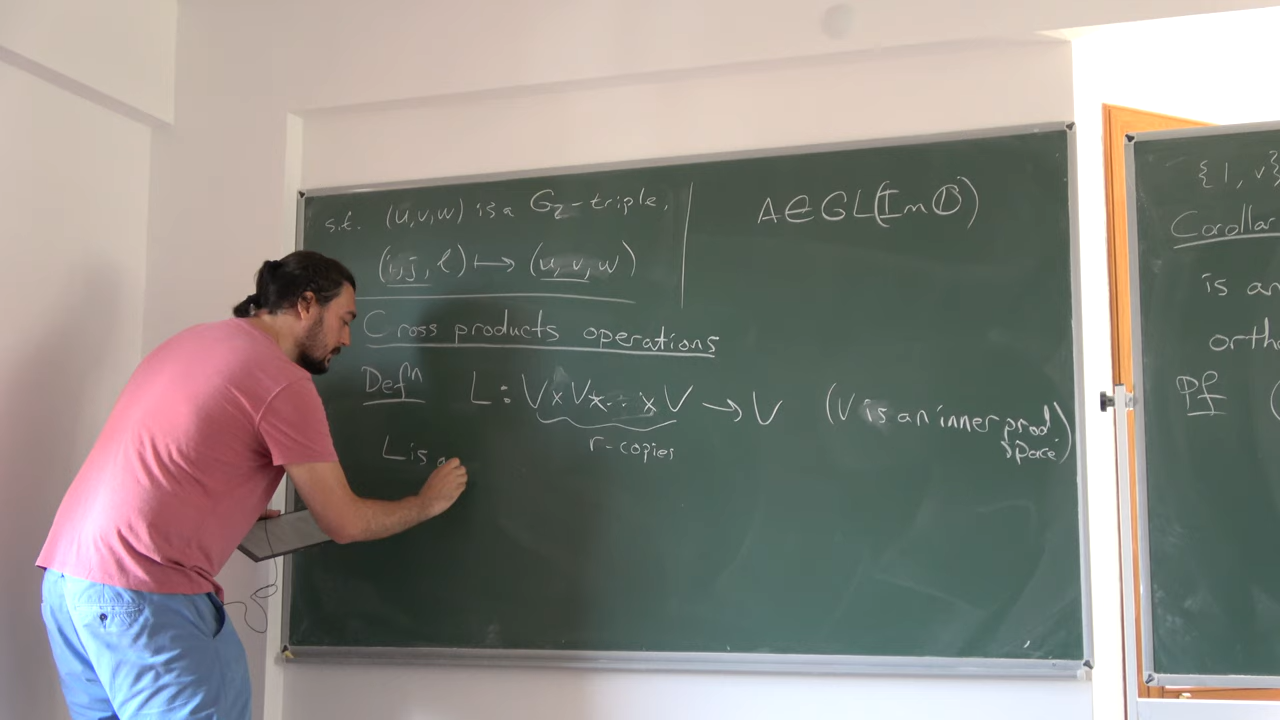 s.t. (u,v,w) is a G₂-triple,
(i,j,ℓ) ⟼ (u,v,w)
A∈GL(Im𝕆)
Cross products operations
Defn L: V×V×...×V → V (V is an inner prod space)
r-copies
L is a
{1, v}
Corollar
is an
ortho
Pf (